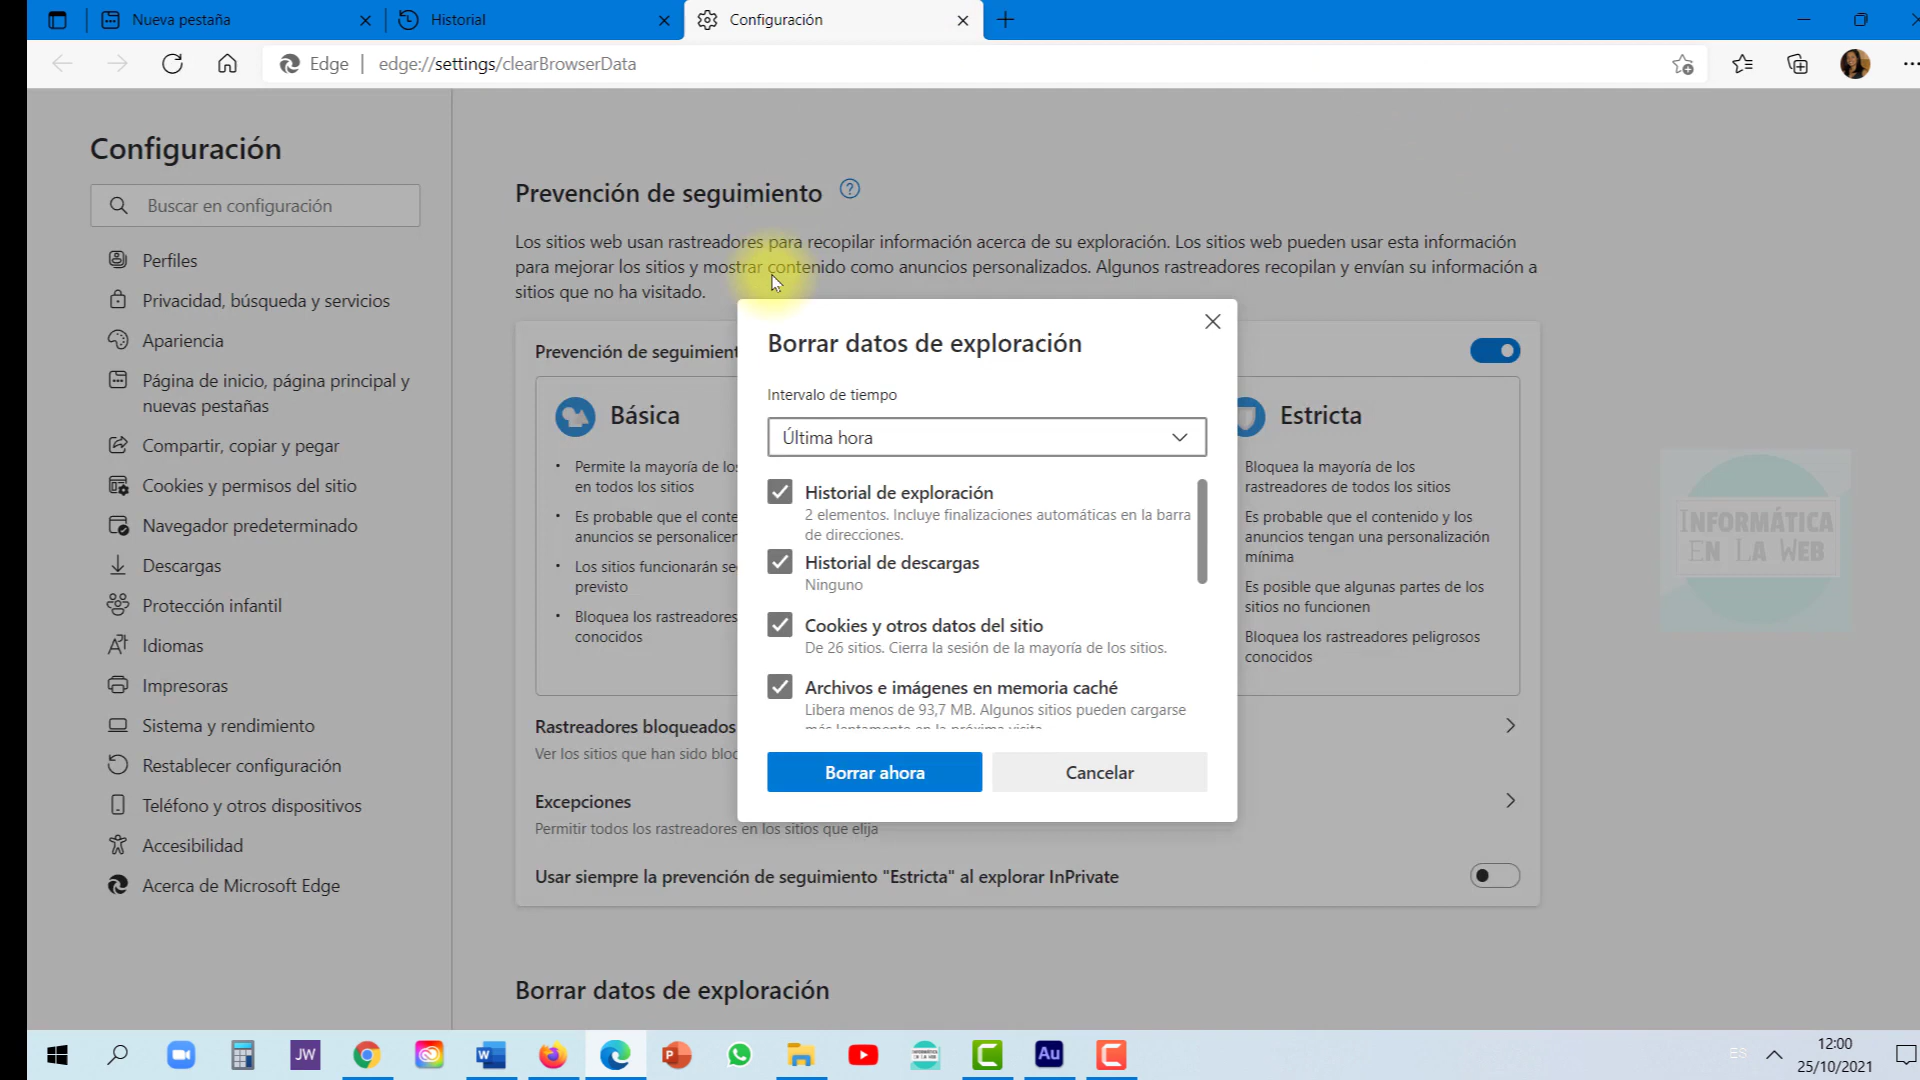 Nueva pestaña
Historial
Configuración
Edge
edge://settings/clearBrowserData
Configuración
Buscar en configuración
Perfiles
Privacidad, búsqueda y servicios
Apariencia
Página de inicio, página principal y
nuevas pestañas
Compartir, copiar y pegar
Cookies y permisos del sitio
Navegador predeterminado
Descargas
Protección infantil
Idiomas
Impresoras
Sistema y rendimiento
Restablecer configuración
Teléfono y otros dispositivos
Accesibilidad
Acerca de Microsoft Edge
Prevención de seguimiento
Los sitios web usan rastreadores para recopilar información acerca de su exploración. Los sitios web pueden usar esta información
para mejorar los sitios y mostrar contenido como anuncios personalizados. Algunos rastreadores recopilan y envían su información a
sitios que no ha visitado.
Prevención de
Básica
Permite la mayoría de
en todos los sitios
Es probable que el
anuncios se
Los sitios funcionarán
previsto
Bloquea los rastreadores
conocidos
Estricta
Bloquea la mayoría de los
rastreadores de todos los sitios
Es probable que el contenido y los
anuncios tengan una personalización
mínima
Es posible que algunas partes de los
sitios no funcionen
Bloquea los rastreadores peligrosos
conocidos
Rastreadores bloqueados
Ver los sitios que han sido
Excepciones
Permitir todos los rastreadores en los sitios que elija
Usar siempre la prevención de seguimiento "Estricta" al explorar InPrivate
Borrar datos de exploración
Borrar datos de exploración
Intervalo de tiempo
Última hora
Historial de exploración
2 elementos. Incluye finalizaciones automáticas en la barra
de direcciones.
Historial de descargas
Ninguno
Cookies y otros datos del sitio
De 26 sitios. Cierra la sesión de la mayoría de los sitios.
Archivos e imágenes en memoria caché
Libera menos de 93,7 MB. Algunos sitios pueden cargarse
más lentamente en la próxima visita.
Borrar ahora
Cancelar
INFORMÁTICA
EN LA WEB
JW
W
P
Au
ES
12:00
25/10/2021